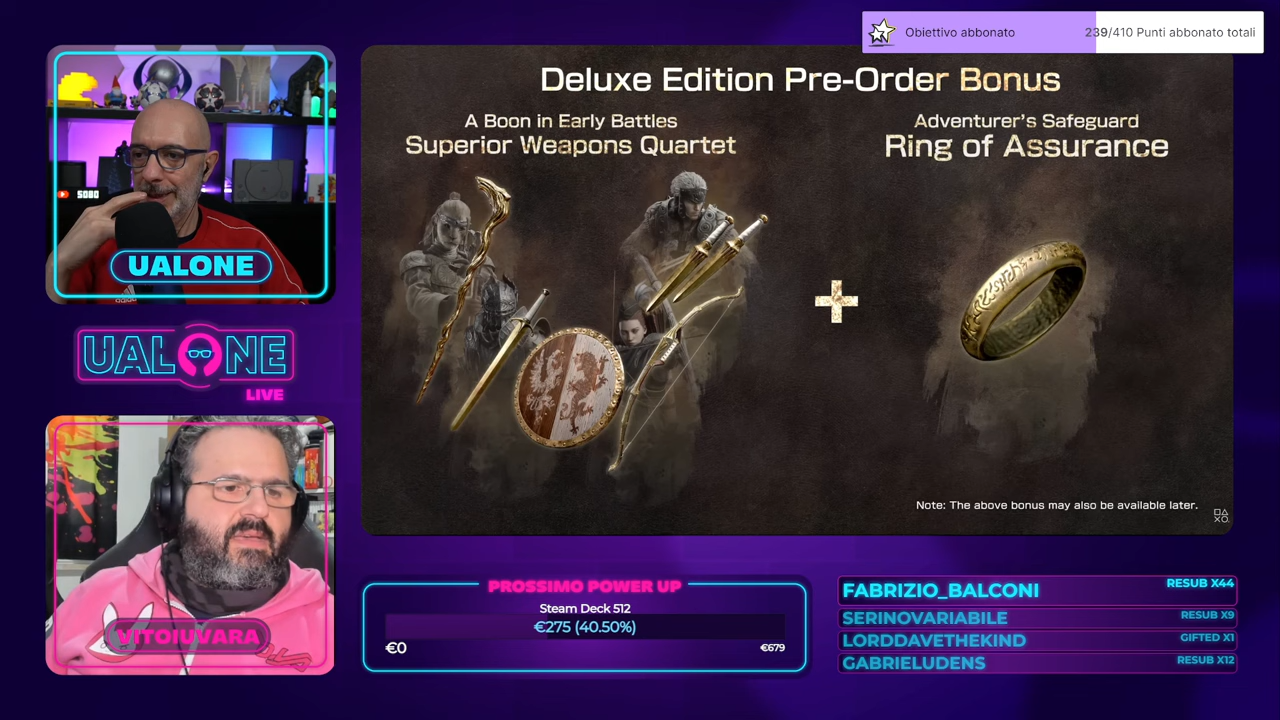 Obiettivo abbonato
239/410 Punti abbonato totali
Deluxe Edition Pre-Order Bonus
A Boon in Early Battles
Superior Weapons Quartet
Adventurer's Safeguard
Ring of Assurance
Note: The above bonus may also be available later.
5080
UALONE
UALONE
LIVE
VITOIUVARA
PROSSIMO POWER UP
Steam Deck 512
€275 (40.50%)
€0
€679
FABRIZIO_BALCONI RESUB X44
SERINOVARIABILE RESUB X9
LORDDAVETHEKIND GIFTED X1
GABRIELUDENS RESUB X12